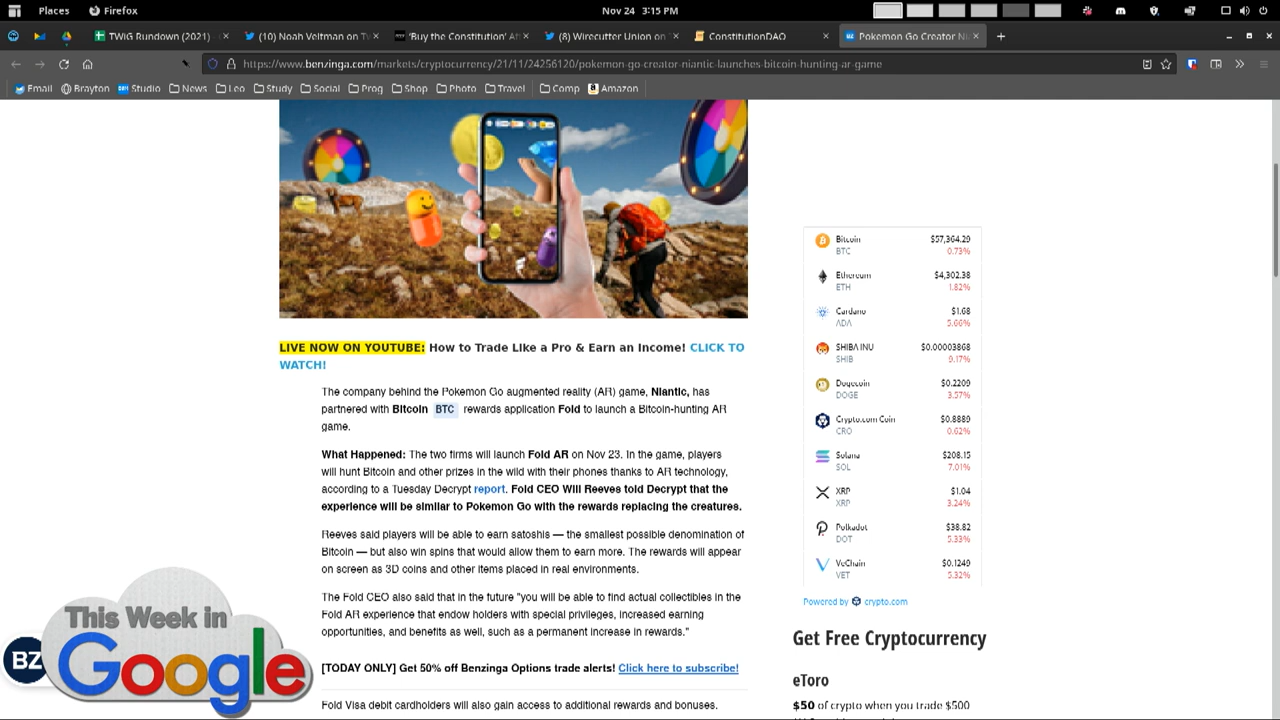 Places
Firefox
Nov 24 3:15 PM
TWiG Rundown (2021) -
(10) Noah Veltman on Tw
'Buy the Constitution' Af
(8) Wirecutter Union on
ConstitutionDAO
Pokemon Go Creator Ni
https://www.benzinga.com/markets/cryptocurrency/21/11/24256120/pokemon-go-creator-niantic-launches-bitcoin-hunting-ar-game
Email
Brayton
Studio
News
Leo
Study
Social
Prog
Shop
Photo
Travel
Comp
Amazon
LIVE NOW ON YOUTUBE: How to Trade Like a Pro & Earn an Income! CLICK TO
WATCH!
The company behind the Pokemon Go augmented reality (AR) game, Niantic, has
partnered with Bitcoin BTC rewards application Fold to launch a Bitcoin-hunting AR
game.
What Happened: The two firms will launch Fold AR on Nov 23. In the game, players
will hunt Bitcoin and other prizes in the wild with their phones thanks to AR technology,
according to a Tuesday Decrypt report. Fold CEO Will Reeves told Decrypt that the
experience will be similar to Pokemon Go with the rewards replacing the creatures.
Reeves said players will be able to earn satoshis — the smallest possible denomination of
Bitcoin — but also win spins that would allow them to earn more. The rewards will appear
on screen as 3D coins and other items placed in real environments.
The Fold CEO also said that in the future "you will be able to find actual collectibles in the
Fold AR experience that endow holders with special privileges, increased earning
opportunities, and benefits as well, such as a permanent increase in rewards."
[TODAY ONLY] Get 50% off Benzinga Options trade alerts! Click here to subscribe!
Fold Visa debit cardholders will also gain access to additional rewards and bonuses.
Bitcoin $57,364.29
BTC 0.73%
Ethereum $4,302.38
ETH 1.82%
Cardano $1.68
ADA 5.66%
SHIBA INU $0.00003868
SHIB 9.17%
Dogecoin $0.2209
DOGE 3.57%
Crypto.com Coin $0.8889
CRO 0.62%
Solana $208.15
SOL 7.01%
XRP $1.04
XRP 3.24%
Polkadot $38.82
DOT 5.33%
VeChain $0.1249
VET 5.32%
Powered by crypto.com
Get Free Cryptocurrency
eToro
$50 of crypto when you trade $500
BZ
This Week in
Google